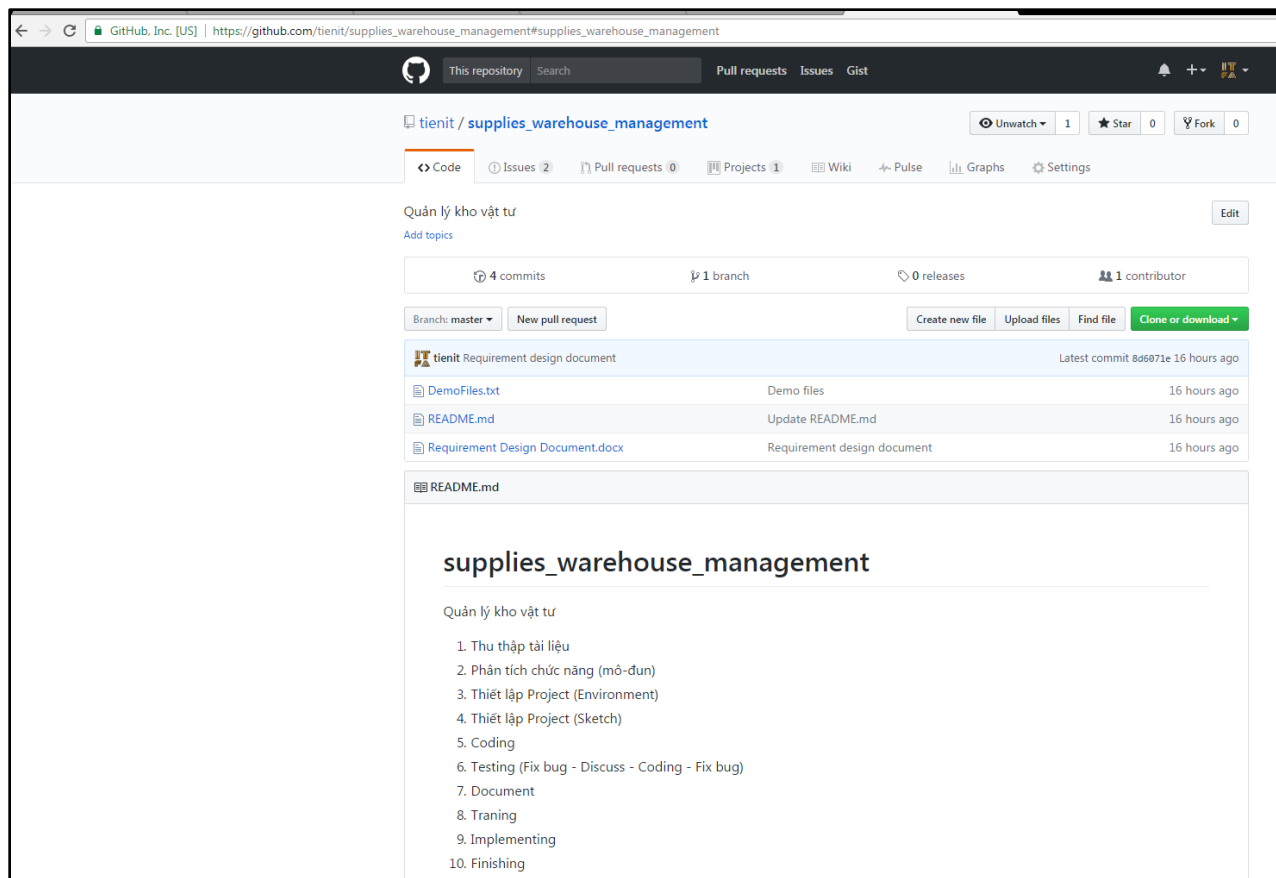 GitHub, Inc. [US] | https://github.com/tienit/supplies_warehouse_management#supplies_warehouse_management
This repository Search Pull requests Issues Gist
tienit / supplies_warehouse_management Unwatch 1 Star 0 Fork 0
Code Issues 2 Pull requests 0 Projects 1 Wiki Pulse Graphs Settings
Quản lý kho vật tư Edit
Add topics
4 commits 1 branch 0 releases 1 contributor
Branch: master New pull request Create new file Upload files Find file Clone or download
tienit Requirement design document Latest commit 8d6071e 16 hours ago
DemoFiles.txt Demo files 16 hours ago
README.md Update README.md 16 hours ago
Requirement Design Document.docx Requirement design document 16 hours ago
README.md
supplies_warehouse_management
Quản lý kho vật tư
1. Thu thập tài liệu
2. Phân tích chức năng (mô-đun)
3. Thiết lập Project (Environment)
4. Thiết lập Project (Sketch)
5. Coding
6. Testing (Fix bug - Discuss - Coding - Fix bug)
7. Document
8. Traning
9. Implementing
10. Finishing